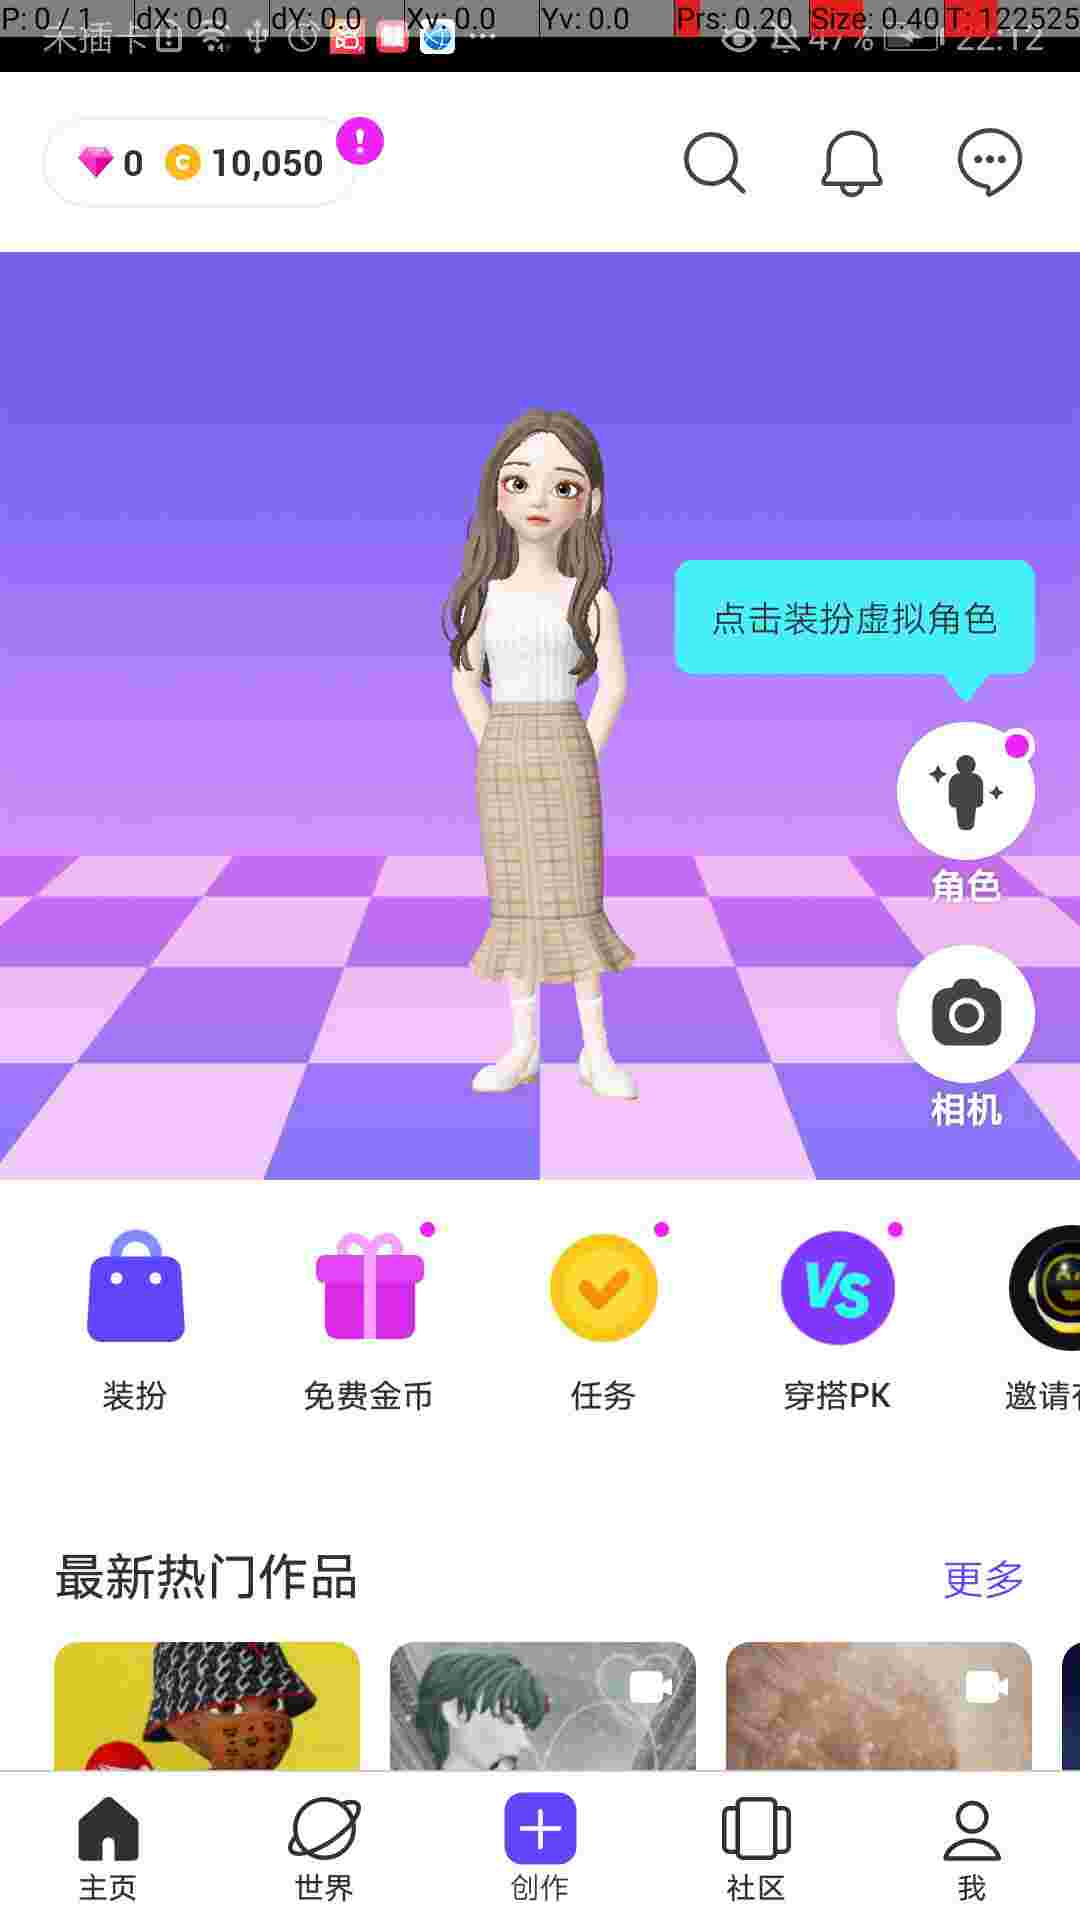 P: 0 / 1 dX: 0.0 dY: 0.0 Xv: 0.0 Yv: 0.0 Prs: 0.20 Size: 0.40 T: 122525
未插卡 47% 22:12
0 C 10,050 !
点击装扮虚拟角色
角色
相机
VS
装扮 免费金币 任务 穿搭PK 邀请
最新热门作品 更多
主页 世界 创作 社区 我